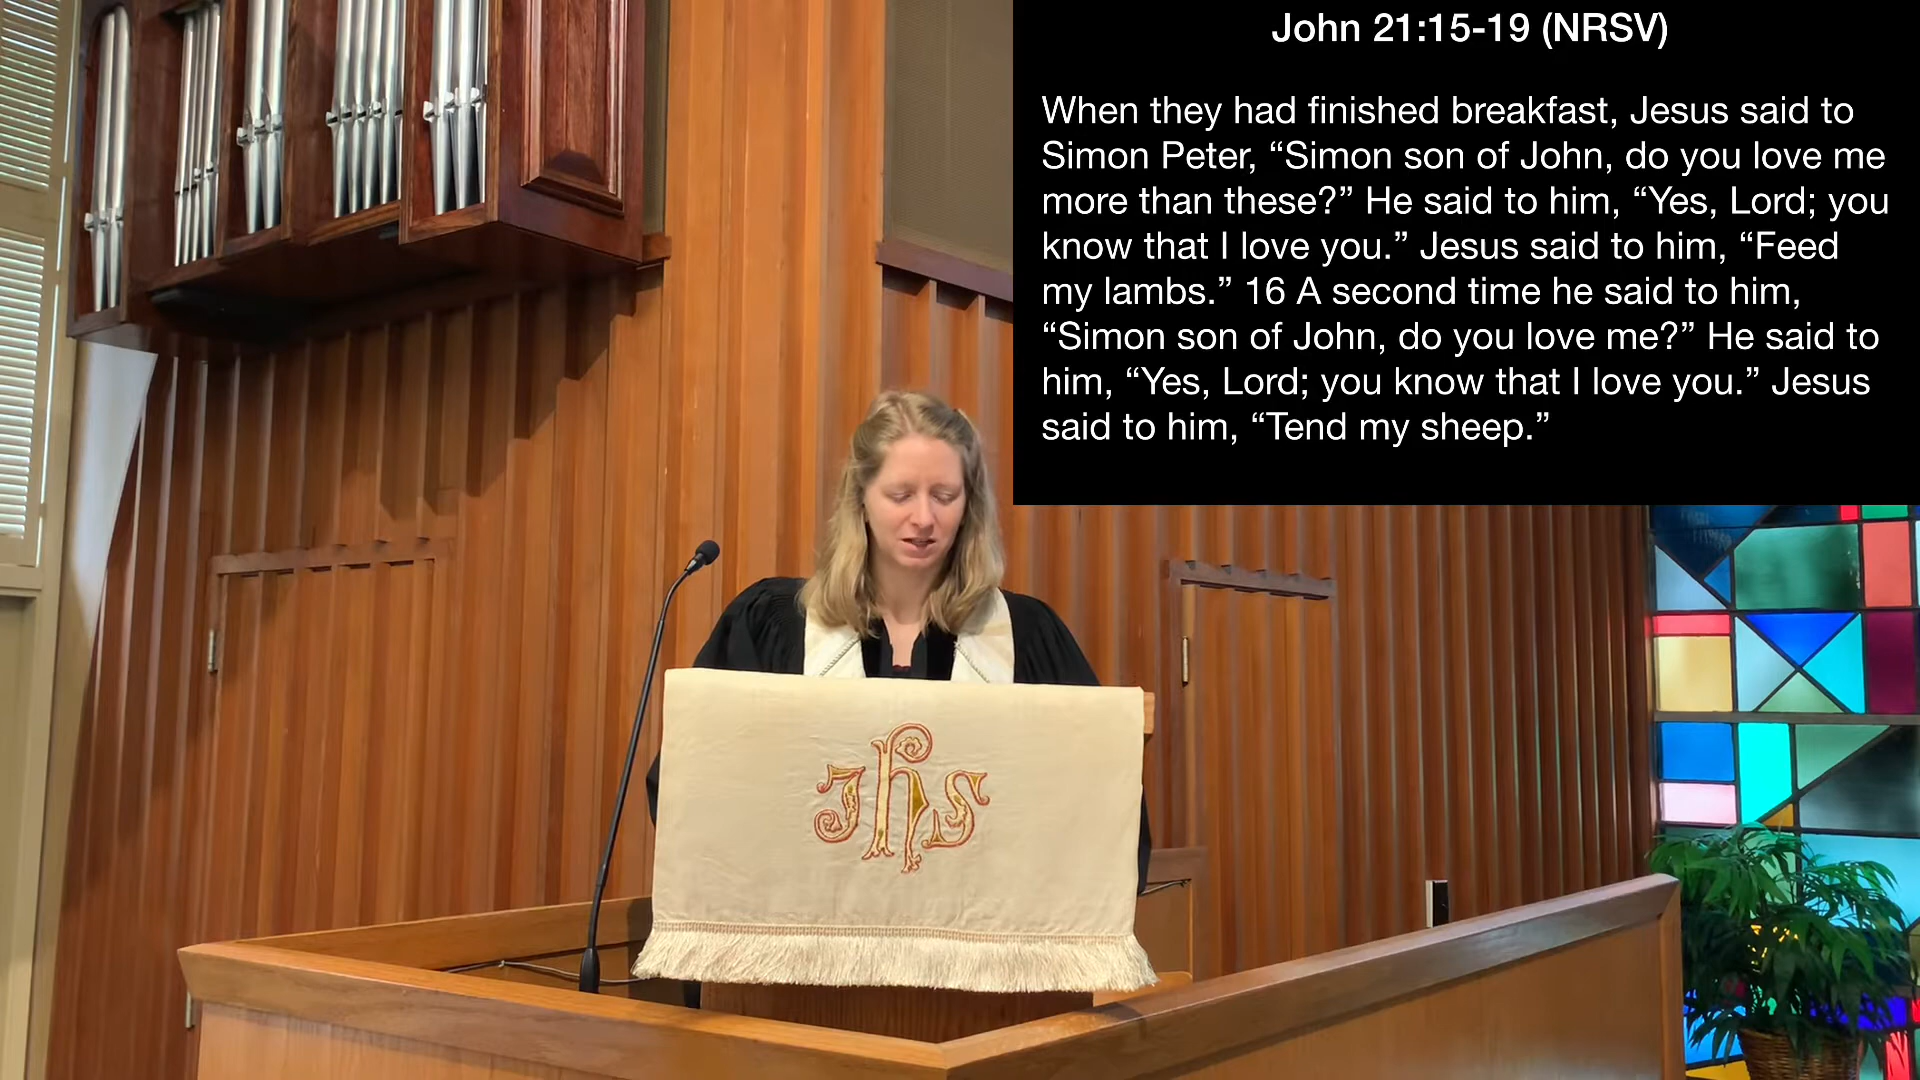 John 21:15-19 (NRSV)
When they had finished breakfast, Jesus said to
Simon Peter, “Simon son of John, do you love me
more than these?” He said to him, “Yes, Lord; you
know that I love you.” Jesus said to him, “Feed
my lambs.” 16 A second time he said to him,
“Simon son of John, do you love me?” He said to
him, “Yes, Lord; you know that I love you.” Jesus
said to him, “Tend my sheep.”
JhS